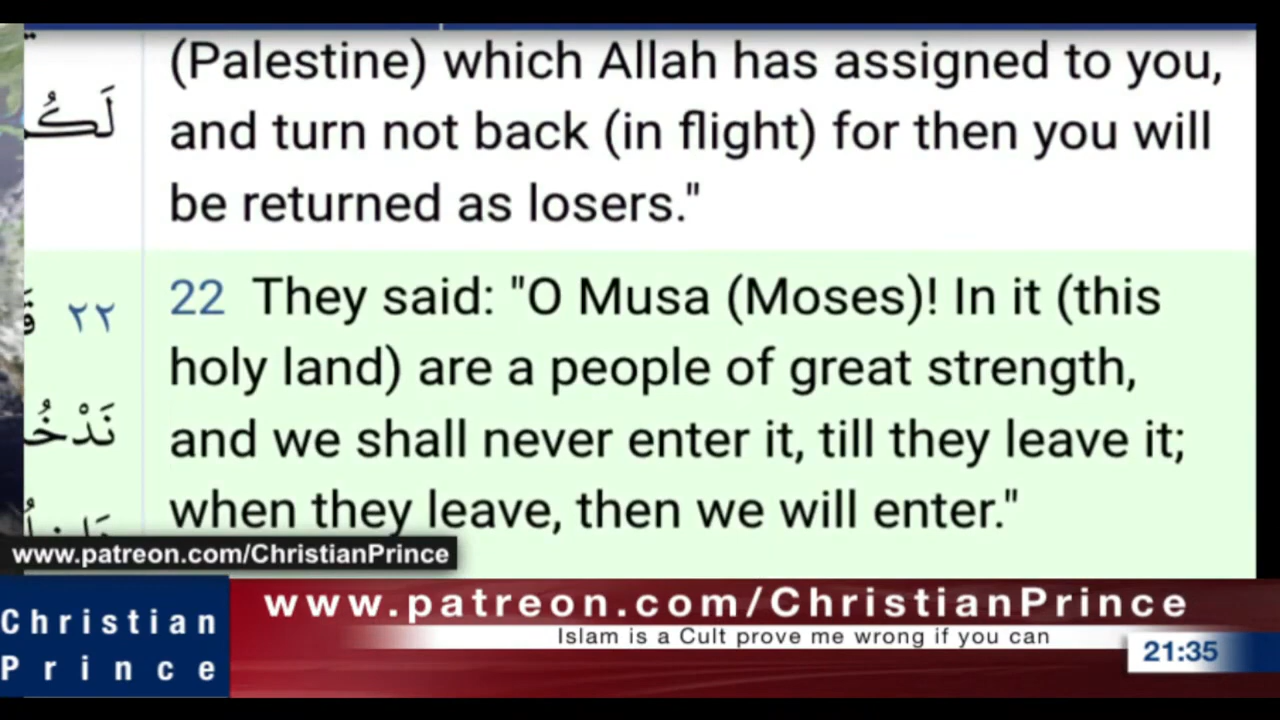 (Palestine) which Allah has assigned to you,
لَكُ
and turn not back (in flight) for then you will
be returned as losers."
22 They said: "O Musa (Moses)! In it (this
٢٢
holy land) are a people of great strength,
نَدْخُ
and we shall never enter it, till they leave it;
when they leave, then we will enter."
www.patreon.com/ChristianPrince
Christian
Prince
www.patreon.com/ChristianPrince
Islam is a Cult prove me wrong if you can
21:35